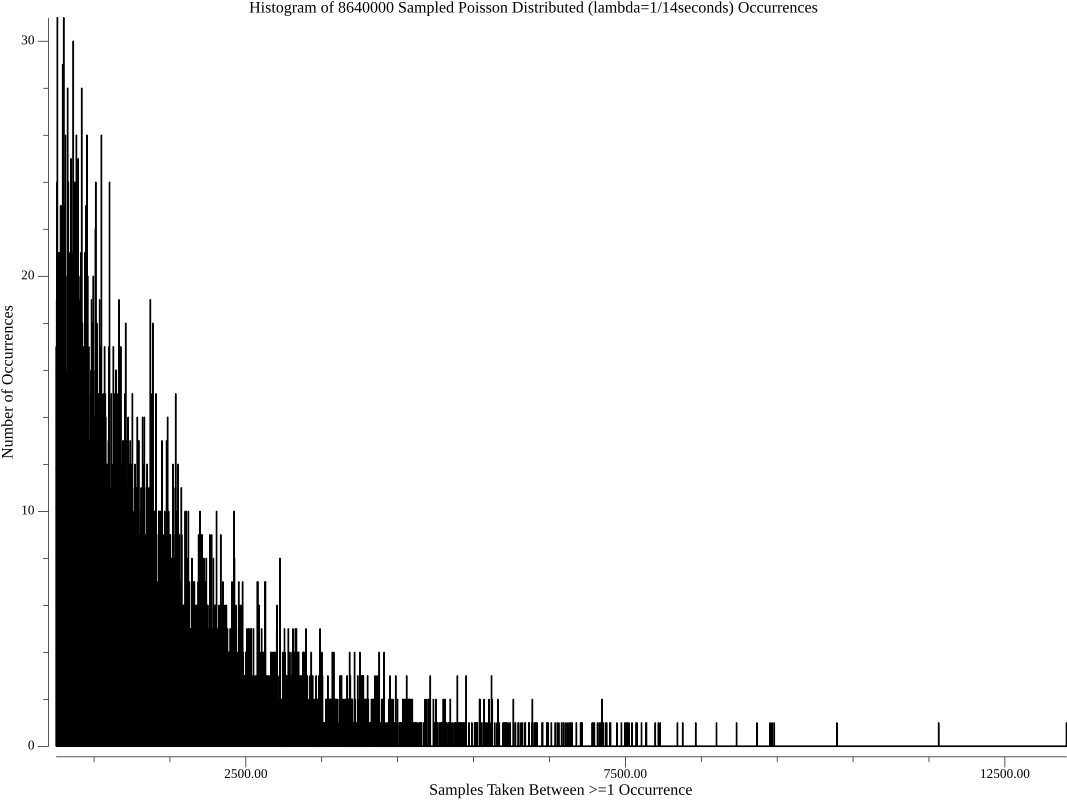 Histogram of 8640000 Sampled Poisson Distributed (lambda=1/14seconds) Occurrences
30
20
10
0
Number of Occurrences
2500.00 7500.00 12500.00
Samples Taken Between >=1 Occurrence